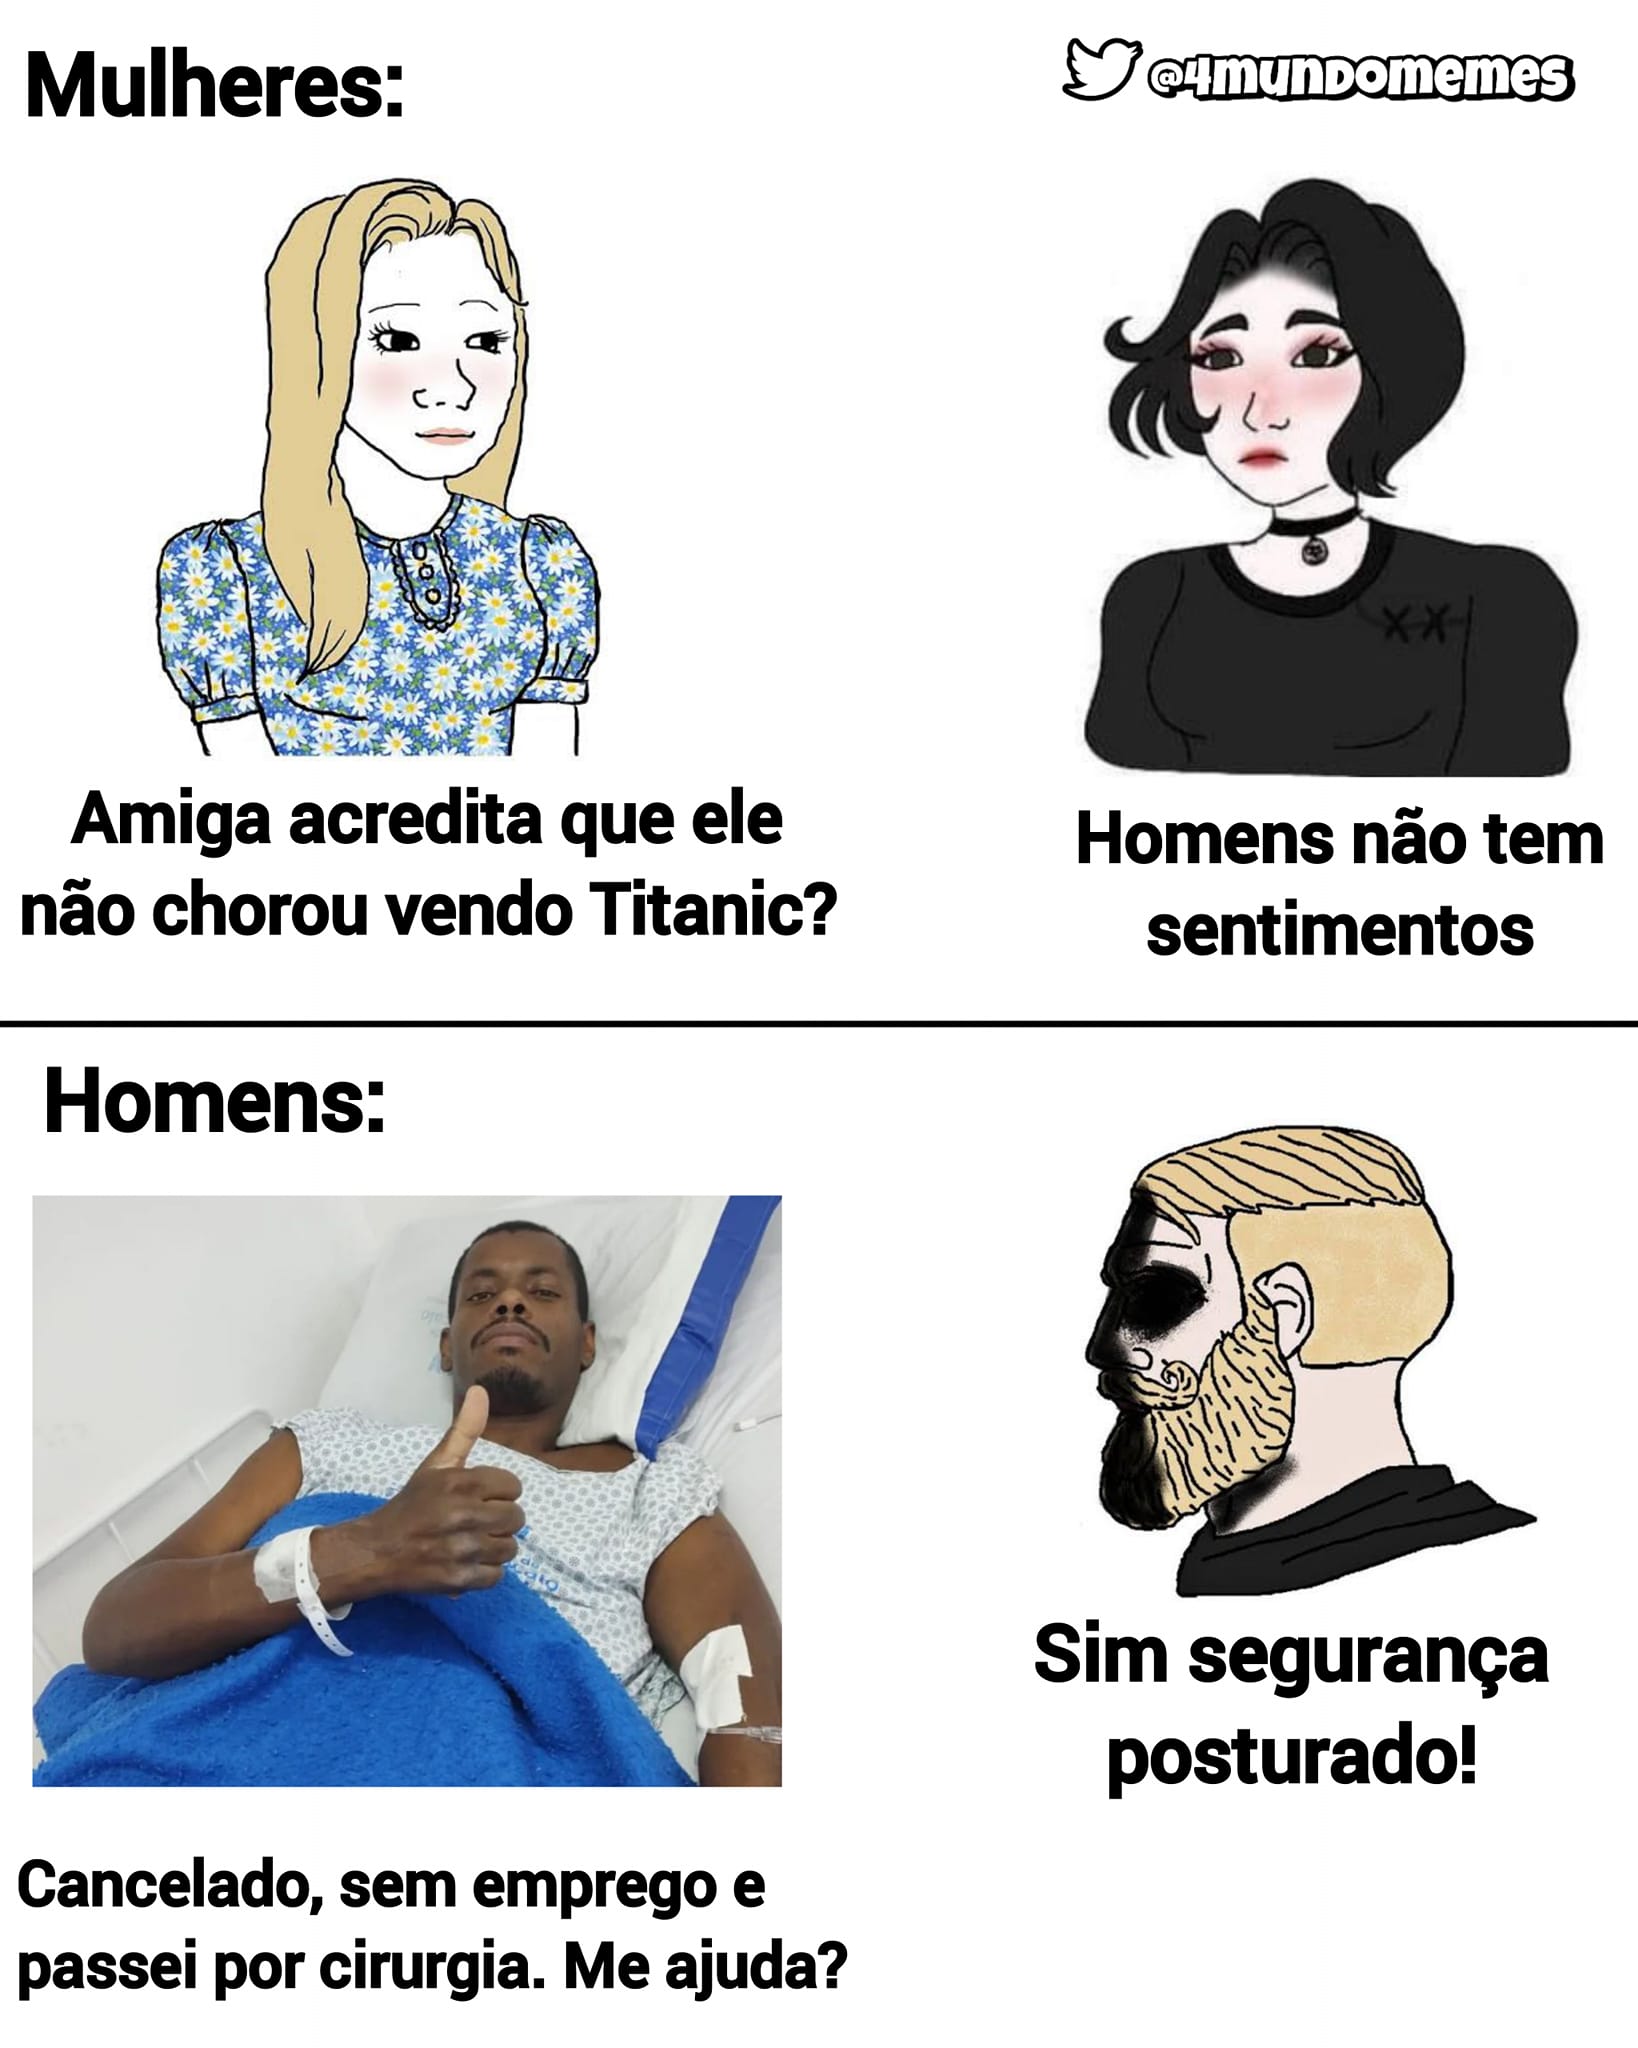 Mulheres:
@4mundomemes
Amiga acredita que ele
não chorou vendo Titanic?
Homens não tem
sentimentos
Homens:
Sim segurança
posturado!
Cancelado, sem emprego e
passei por cirurgia. Me ajuda?